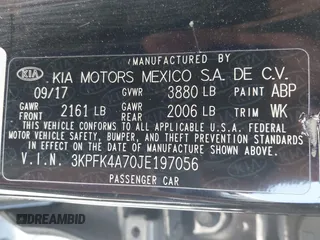 MANUFACTURED BY
KIA KIA MOTORS MEXICO S.A. DE C.V.
09/17 GVWR 3880 LB PAINT ABP
GAWR FRONT 2161 LB GAWR REAR 2006 LB TRIM WK
THIS VEHICLE CONFORMS TO ALL APPLICABLE U.S.A. FEDERAL
MOTOR VEHICLE SAFETY, BUMPER, AND THEFT PREVENTION STANDARDS
IN EFFECT ON THE DATE OF MANUFACTURE SHOWN ABOVE.
V.I.N. 3KPFK4A70JE197056
PASSENGER CAR
DREAMBID